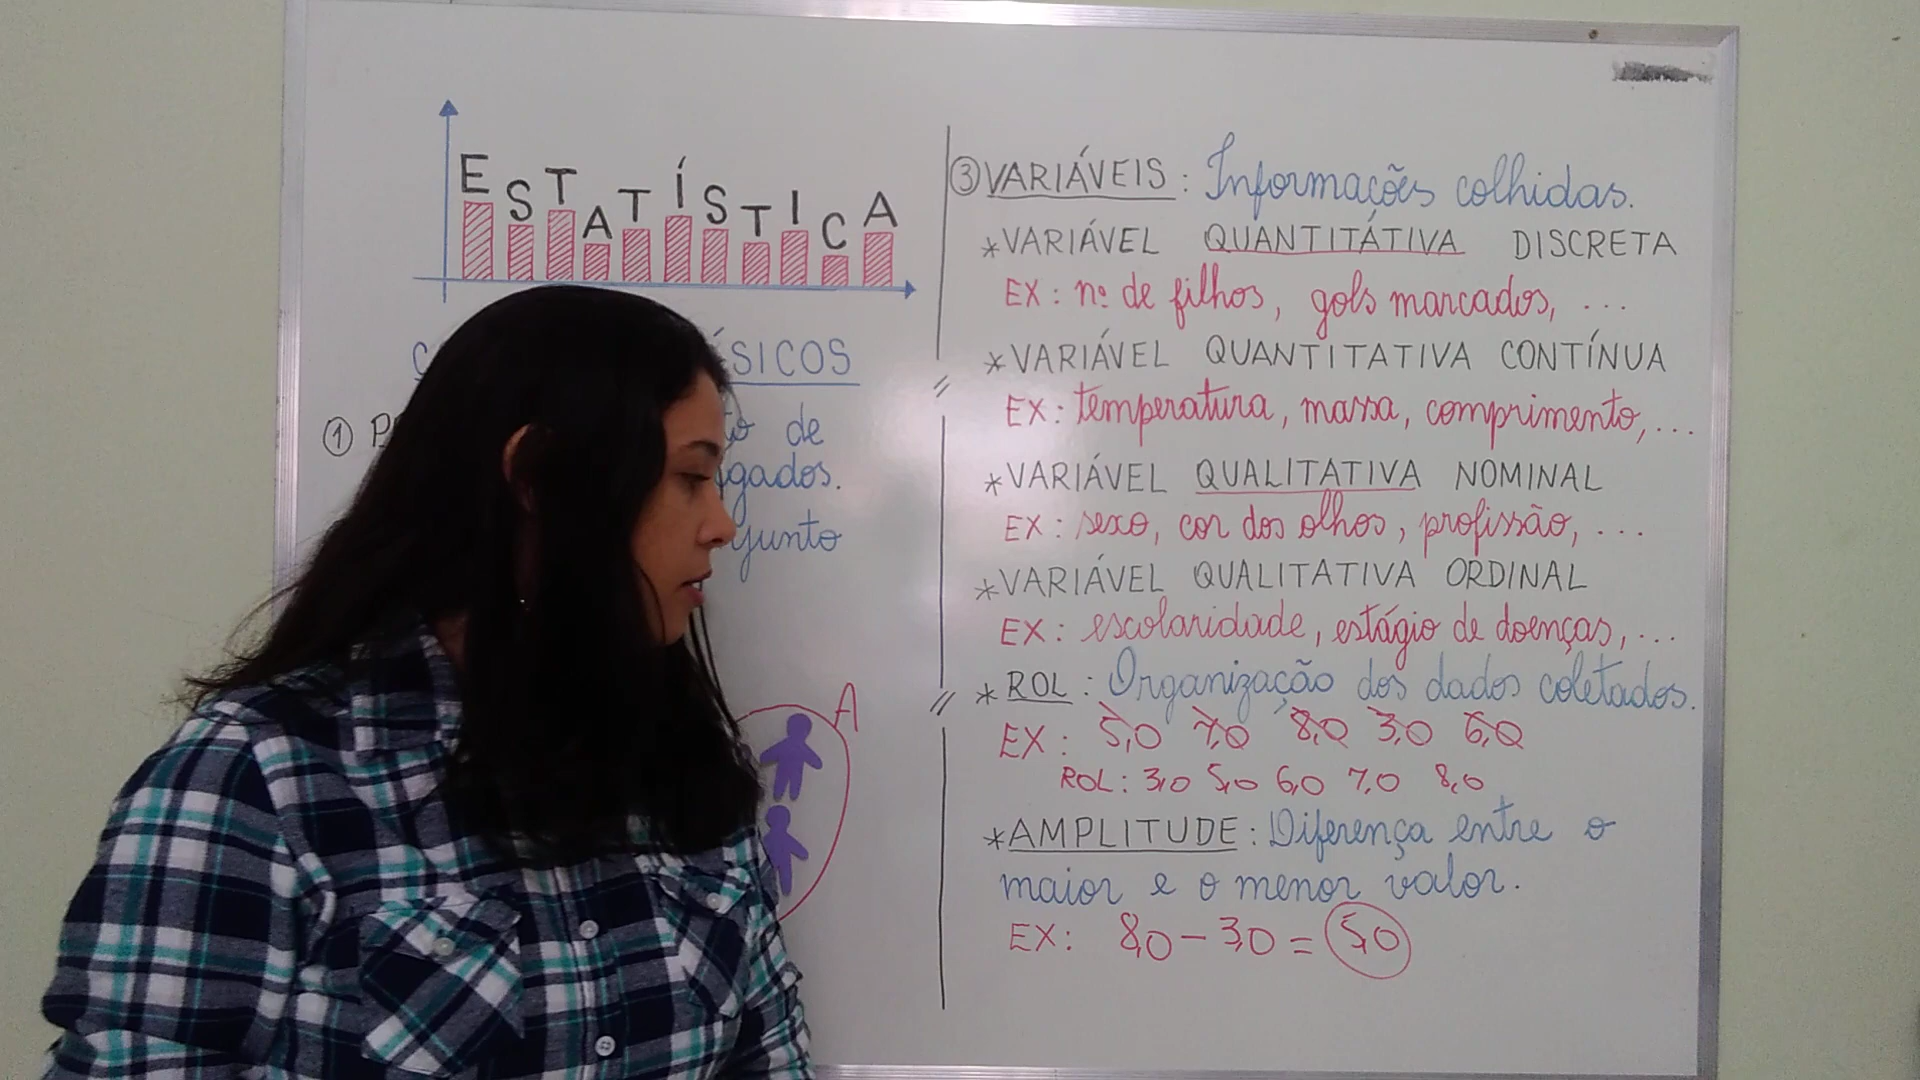 ESTATÍSTICA
SICOS
① de
gados.
junto
A
③ VARIÁVEIS: Informações colhidas.
*VARIÁVEL QUANTITÁTIVA DISCRETA
EX: nº de filhos, gols marcados, ...
*VARIÁVEL QUANTITATIVA CONTÍNUA
EX: temperatura, massa, comprimento, ...
*VARIÁVEL QUALITATIVA NOMINAL
EX: sexo, cor dos olhos, profissão, ...
*VARIÁVEL QUALITATIVA ORDINAL
EX: escolaridade, estágio de doenças, ...
* ROL: Organização dos dados coletados.
EX: 5,0 7,0 8,0 3,0 6,0
ROL: 3,0 5,0 6,0 7,0 8,0
*AMPLITUDE: Diferença entre o
maior e o menor valor.
EX: 8,0 - 3,0 = 5,0